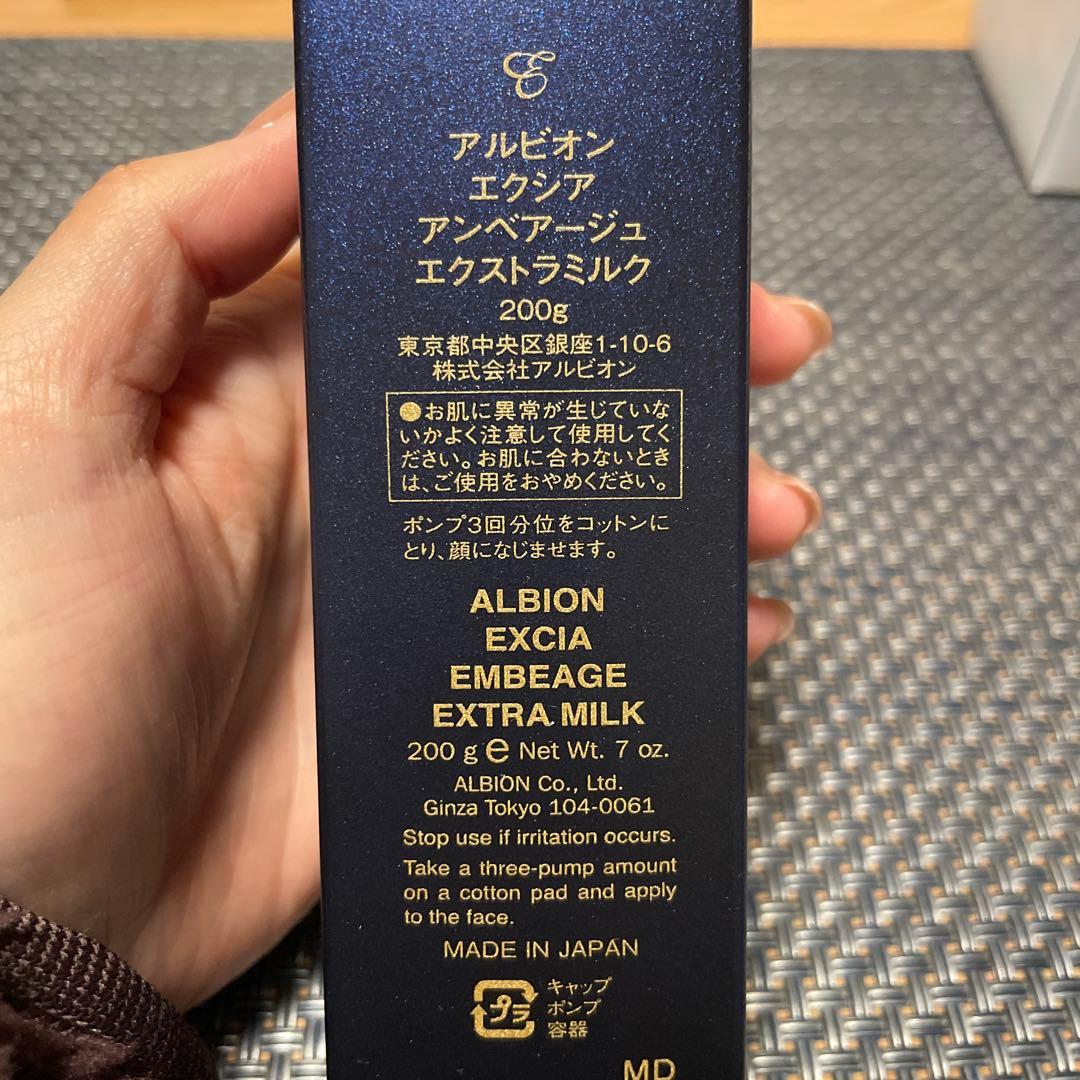 E
アルビオン
エクシア
アンベアージュ
エクストラミルク
200g
東京都中央区銀座1-10-6
株式会社アルビオン
●お肌に異常が生じていな
いかよく注意して使用してく
ださい。お肌に合わないとき
は、ご使用をおやめください。
ポンプ3回分位をコットンに
とり、顔になじませます。
ALBION
EXCIA
EMBEAGE
EXTRA MILK
200 g e Net Wt. 7 oz.
ALBION Co., Ltd.
Ginza Tokyo 104-0061
Stop use if irritation occurs.
Take a three-pump amount
on a cotton pad and apply
to the face.
MADE IN JAPAN
プラ
キャップ
ポンプ
容器
MD